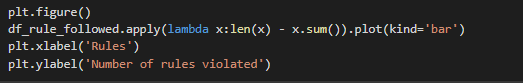 plt.figure()
df_rule_followed.apply(lambda x:len(x) - x.sum()).plot(kind='bar')
plt.xlabel('Rules')
plt.ylabel('Number of rules violated')